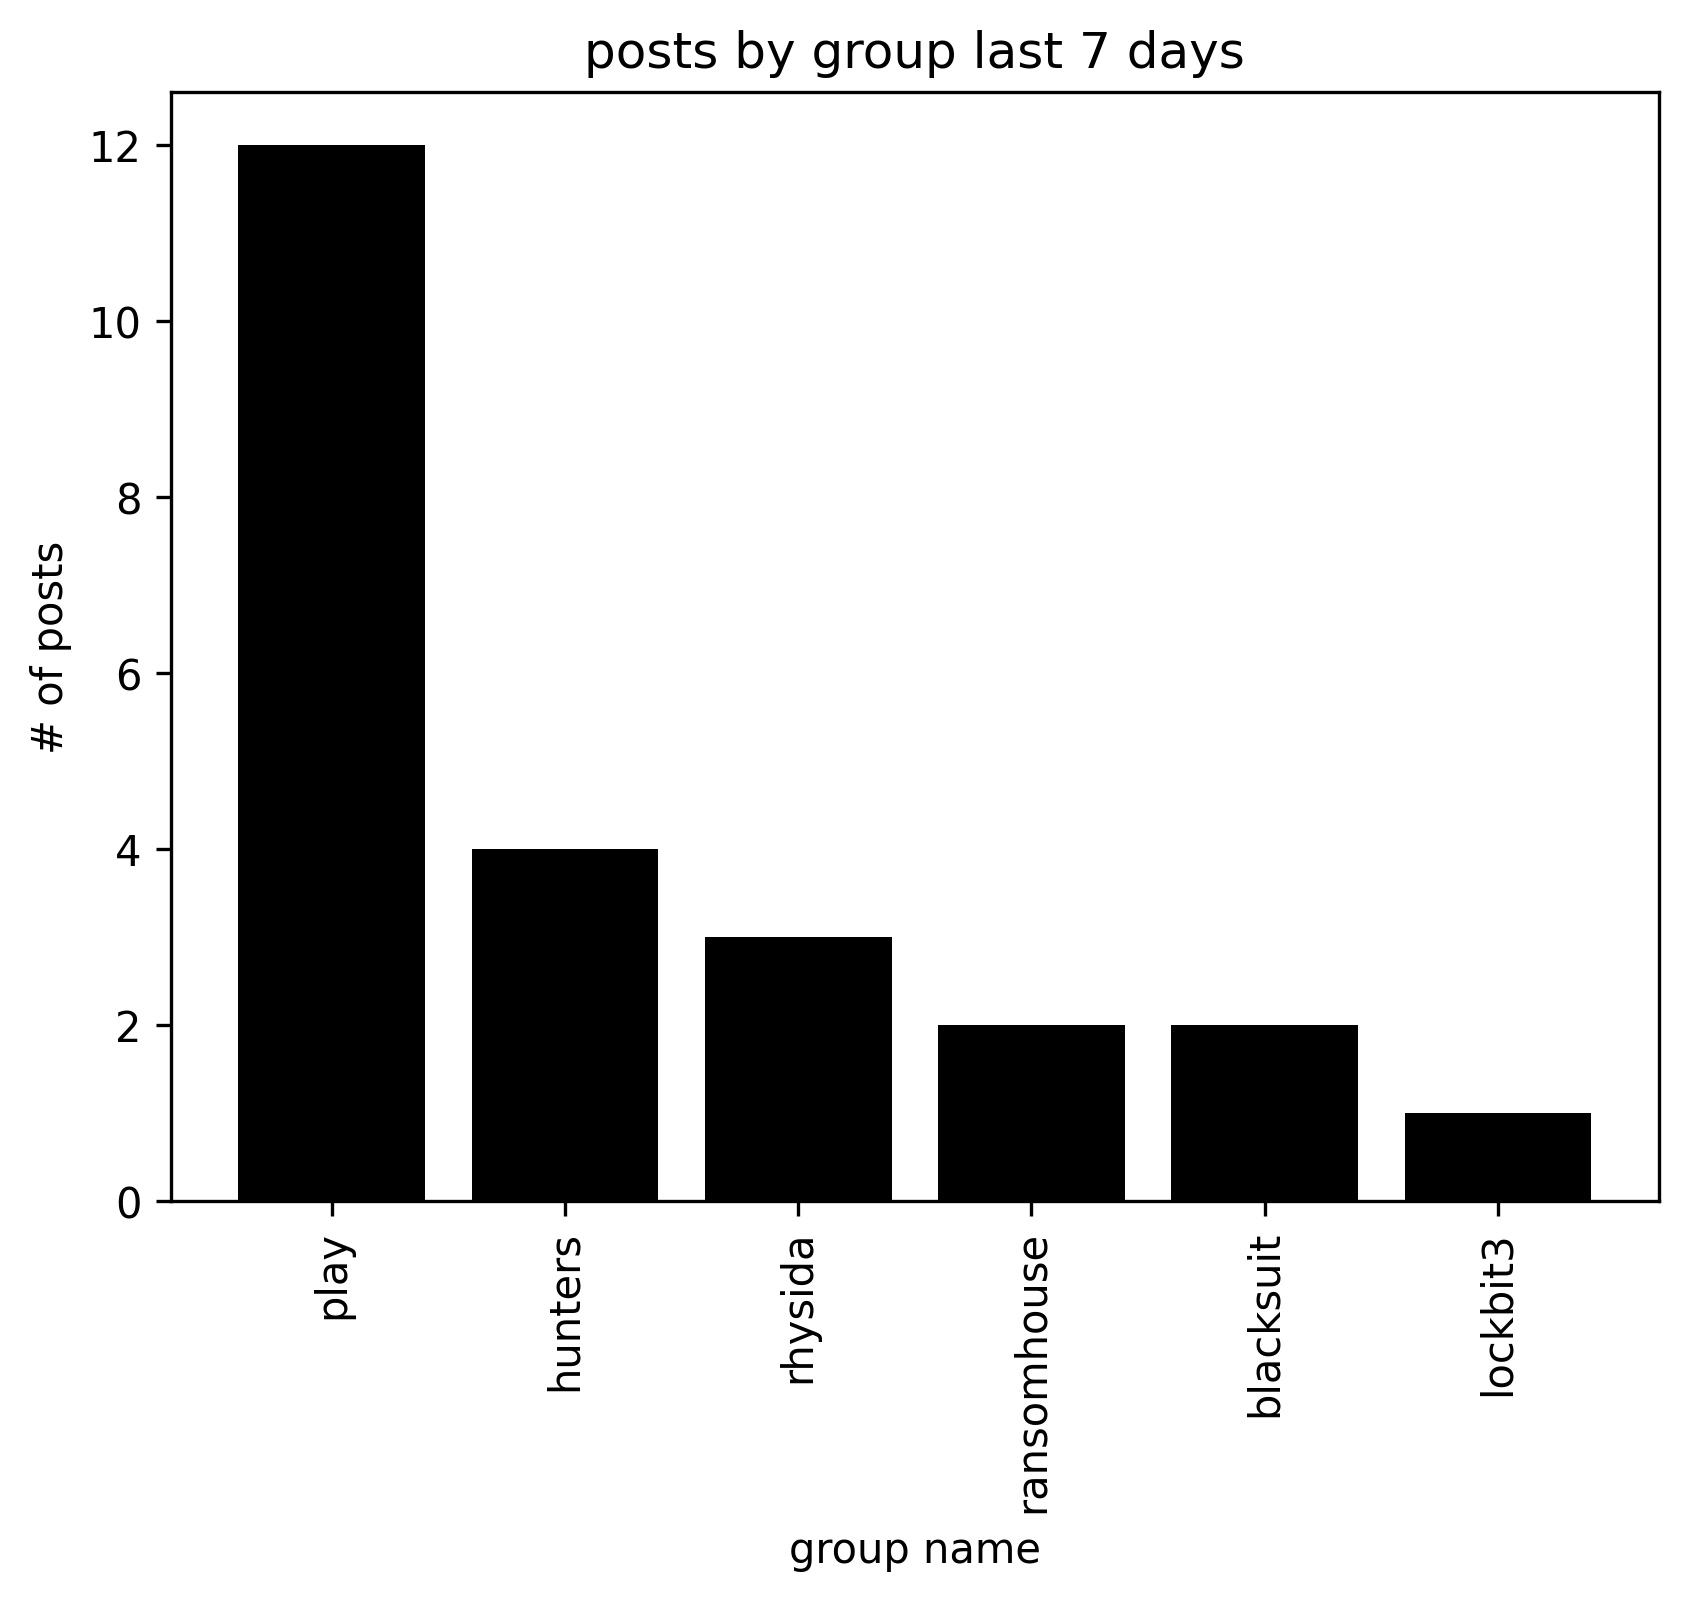 posts by group last 7 days
12
10
8
6
4
2
0
# of posts
play
hunters
rhysida
ransomhouse
blacksuit
lockbit3
group name